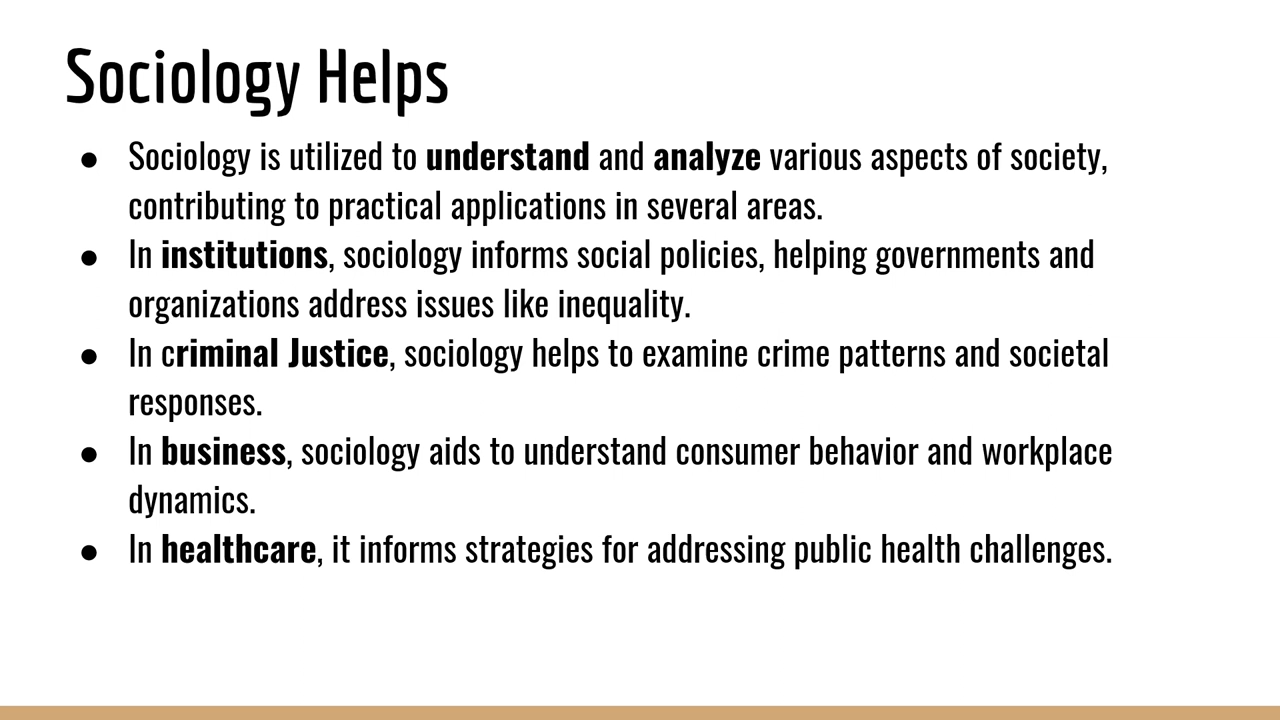 Sociology Helps
● Sociology is utilized to understand and analyze various aspects of society,
contributing to practical applications in several areas.
● In institutions, sociology informs social policies, helping governments and
organizations address issues like inequality.
● In criminal Justice, sociology helps to examine crime patterns and societal
responses.
● In business, sociology aids to understand consumer behavior and workplace
dynamics.
● In healthcare, it informs strategies for addressing public health challenges.